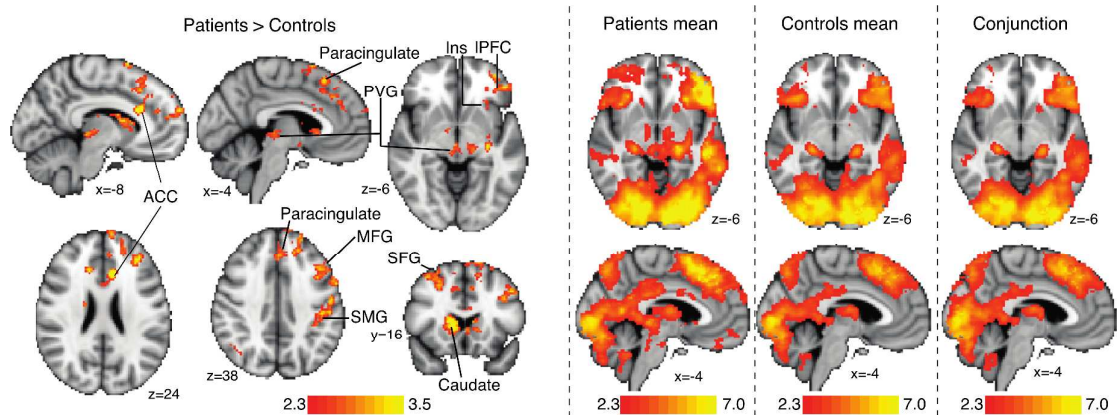 Patients > Controls
Patients mean
Controls mean
Conjunction
Paracingulate
Ins
lPFC
PVG
x=-8
x=-4
z=-6
ACC
z=-6
z=-6
z=-6
Paracingulate
MFG
SFG
SMG
y-16
Caudate
z=24
z=38
x=-4
x=-4
x=-4
2.3
3.5
2.3
7.0
2.3
7.0
2.3
7.0